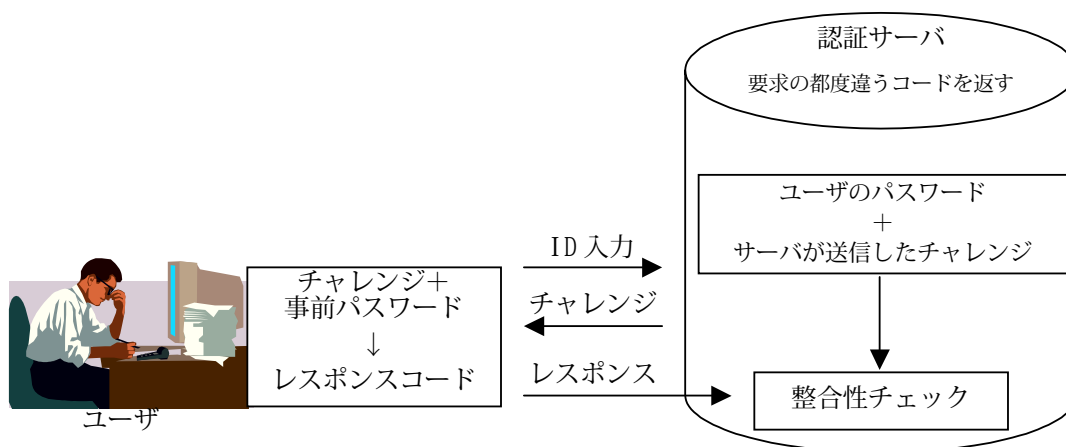 認証サーバ
要求の都度違うコードを返す
ユーザのパスワード
+
サーバが送信したチャレンジ
ID 入力
チャレンジ
レスポンス
チャレンジ+
事前パスワード
↓
レスポンスコード
整合性チェック
ユーザ